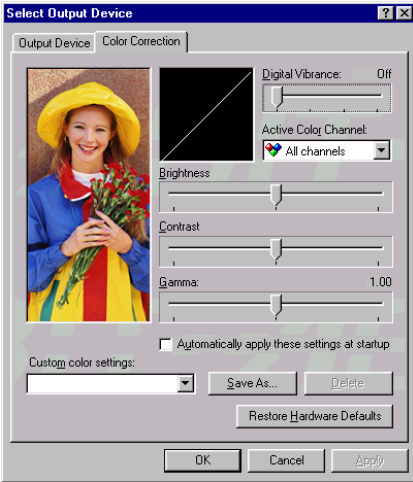 Select Output Device
Output Device Color Correction
Digital Vibrance: Off
Active Color Channel:
All channels
Brightness
Contrast
Gamma: 1.00
Automatically apply these settings at startup
Custom color settings:
Save As... Delete
Restore Hardware Defaults
OK Cancel Apply